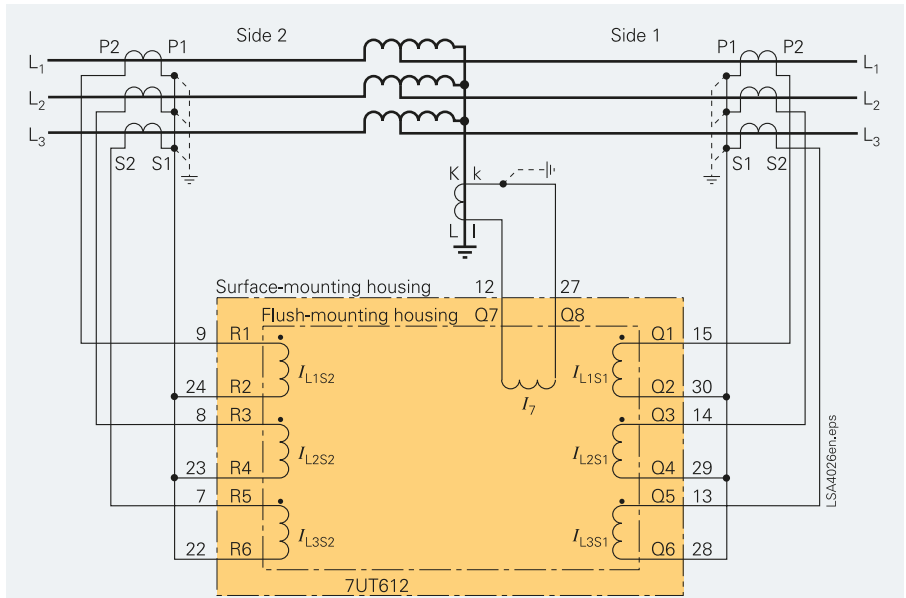 Side 2 Side 1
P2 P1 P1 P2
L1 L1
L2 L2
L3 L3
S2 S1 S1 S2
K k
L l
Surface-mounting housing 12 27
Flush-mounting housing Q7 Q8
9 R1 Q1 15
IL1S2 IL1S1
24 R2 Q2 30
I7
8 R3 Q3 14
IL2S2 IL2S1
23 R4 Q4 29
7 R5 Q5 13
IL3S2 IL3S1
22 R6 Q6 28
7UT612
LSA4026en.eps